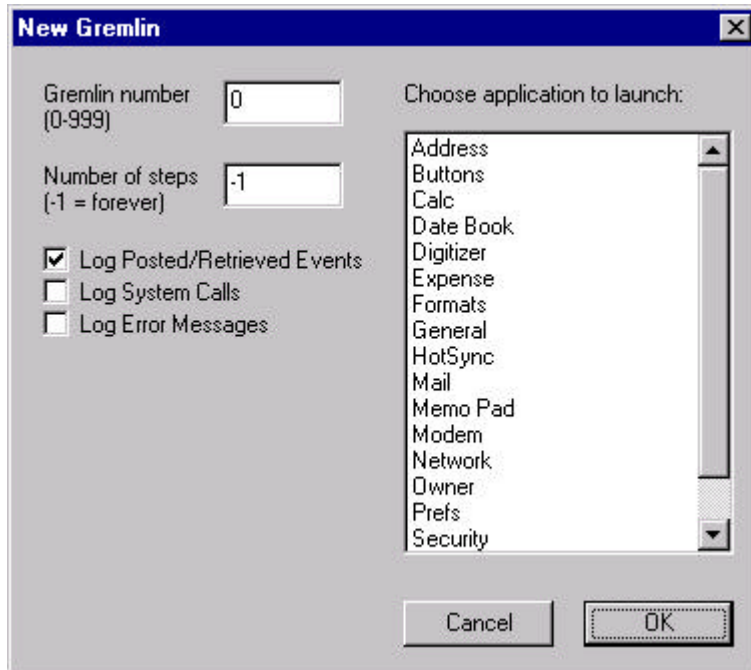 New Gremlin
Gremlin number
(0-999)
0
Number of steps
(-1 = forever)
-1
Log Posted/Retrieved Events
Log System Calls
Log Error Messages
Choose application to launch:
Address
Buttons
Calc
Date Book
Digitizer
Expense
Formats
General
HotSync
Mail
Memo Pad
Modem
Network
Owner
Prefs
Security
Cancel
OK